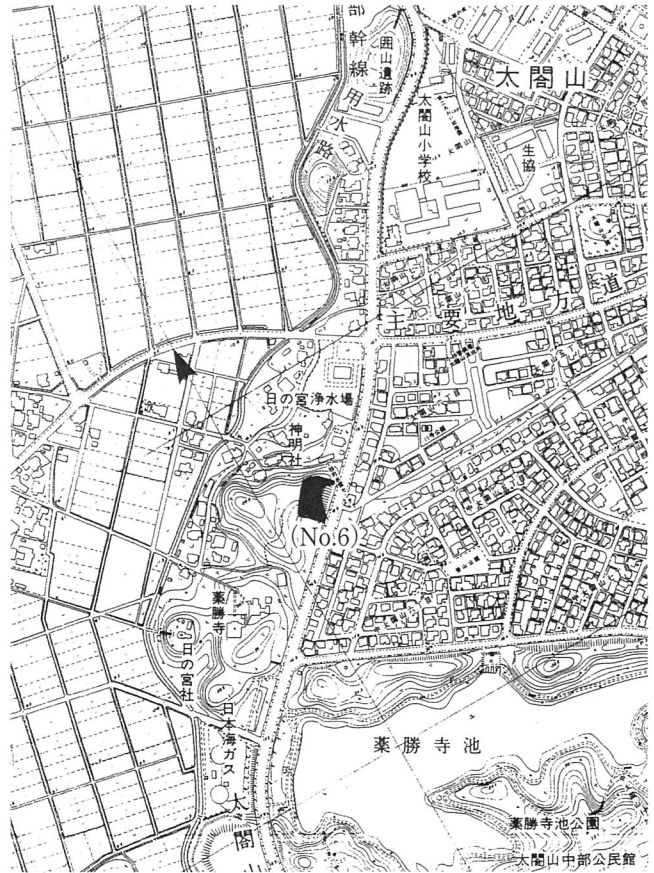 部幹線用水路
囲山遺跡
太閤山
太閤山小学校
生協
主要地方道
日の宮浄水場
神明社
(No.6)
薬勝寺
日の宮社
日本海ガス
太閤
薬勝寺池
薬勝寺池公園
太閤山中部公民館